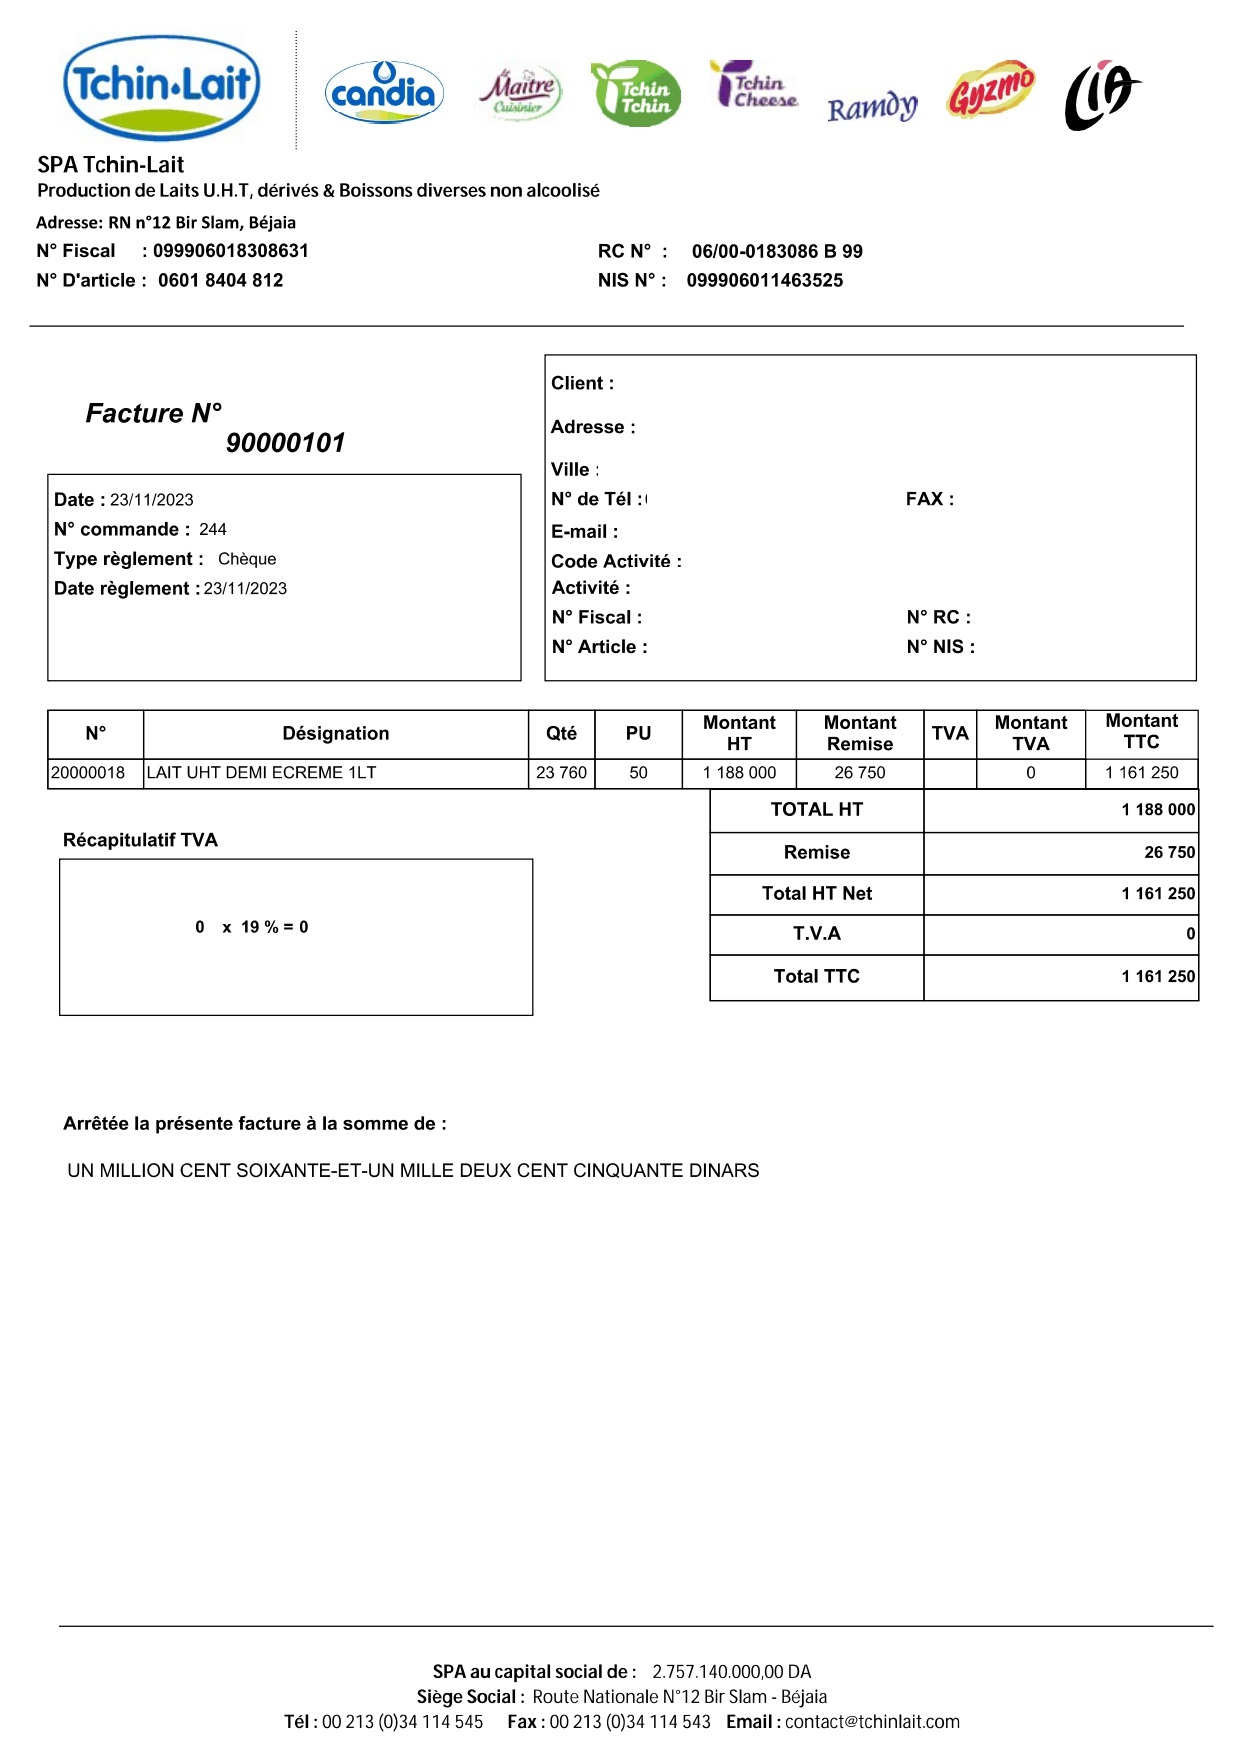 Tchin-Lait
candia
le Maitre Cuisinier
Tchin Tchin
Tchin Cheese
Ramdy
Gyzmo
CIA
SPA Tchin-Lait
Production de Laits U.H.T, dérivés & Boissons diverses non alcoolisé
Adresse: RN n°12 Bir Slam, Béjaia
N° Fiscal : 099906018308631 RC N° : 06/00-0183086 B 99
N° D'article : 0601 8404 812 NIS N° : 099906011463525
Facture N°
90000101
Date : 23/11/2023
N° commande : 244
Type règlement : Chèque
Date règlement : 23/11/2023
Client :
Adresse :
Ville :
N° de Tél : FAX :
E-mail :
Code Activité :
Activité :
N° Fiscal : N° RC :
N° Article : N° NIS :
N° Désignation Qté PU Montant HT Montant Remise TVA Montant TVA Montant TTC
20000018 LAIT UHT DEMI ECREME 1LT 23 760 50 1 188 000 26 750 0 1 161 250
TOTAL HT 1 188 000
Remise 26 750
Total HT Net 1 161 250
T.V.A 0
Total TTC 1 161 250
Récapitulatif TVA
0 x 19 % = 0
Arrêtée la présente facture à la somme de :
UN MILLION CENT SOIXANTE-ET-UN MILLE DEUX CENT CINQUANTE DINARS
SPA au capital social de : 2.757.140.000,00 DA
Siège Social : Route Nationale N°12 Bir Slam - Béjaia
Tél : 00 213 (0)34 114 545 Fax : 00 213 (0)34 114 543 Email : contact@tchinlait.com